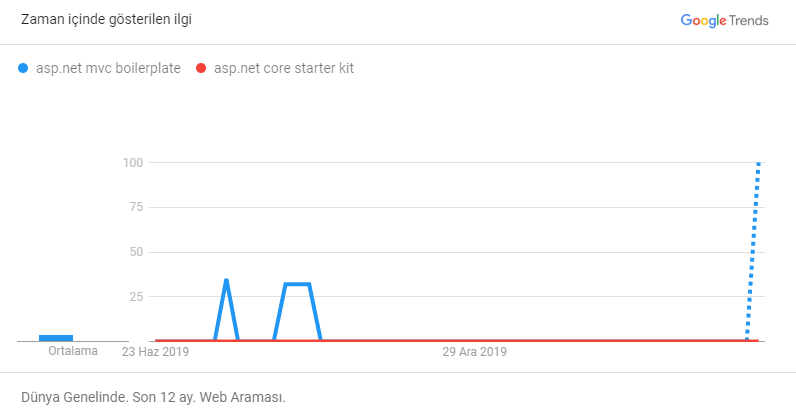 Zaman içinde gösterilen ilgi
Google Trends
asp.net mvc boilerplate
asp.net core starter kit
100
75
50
25
Ortalama
23 Haz 2019
29 Ara 2019
Dünya Genelinde. Son 12 ay. Web Araması.